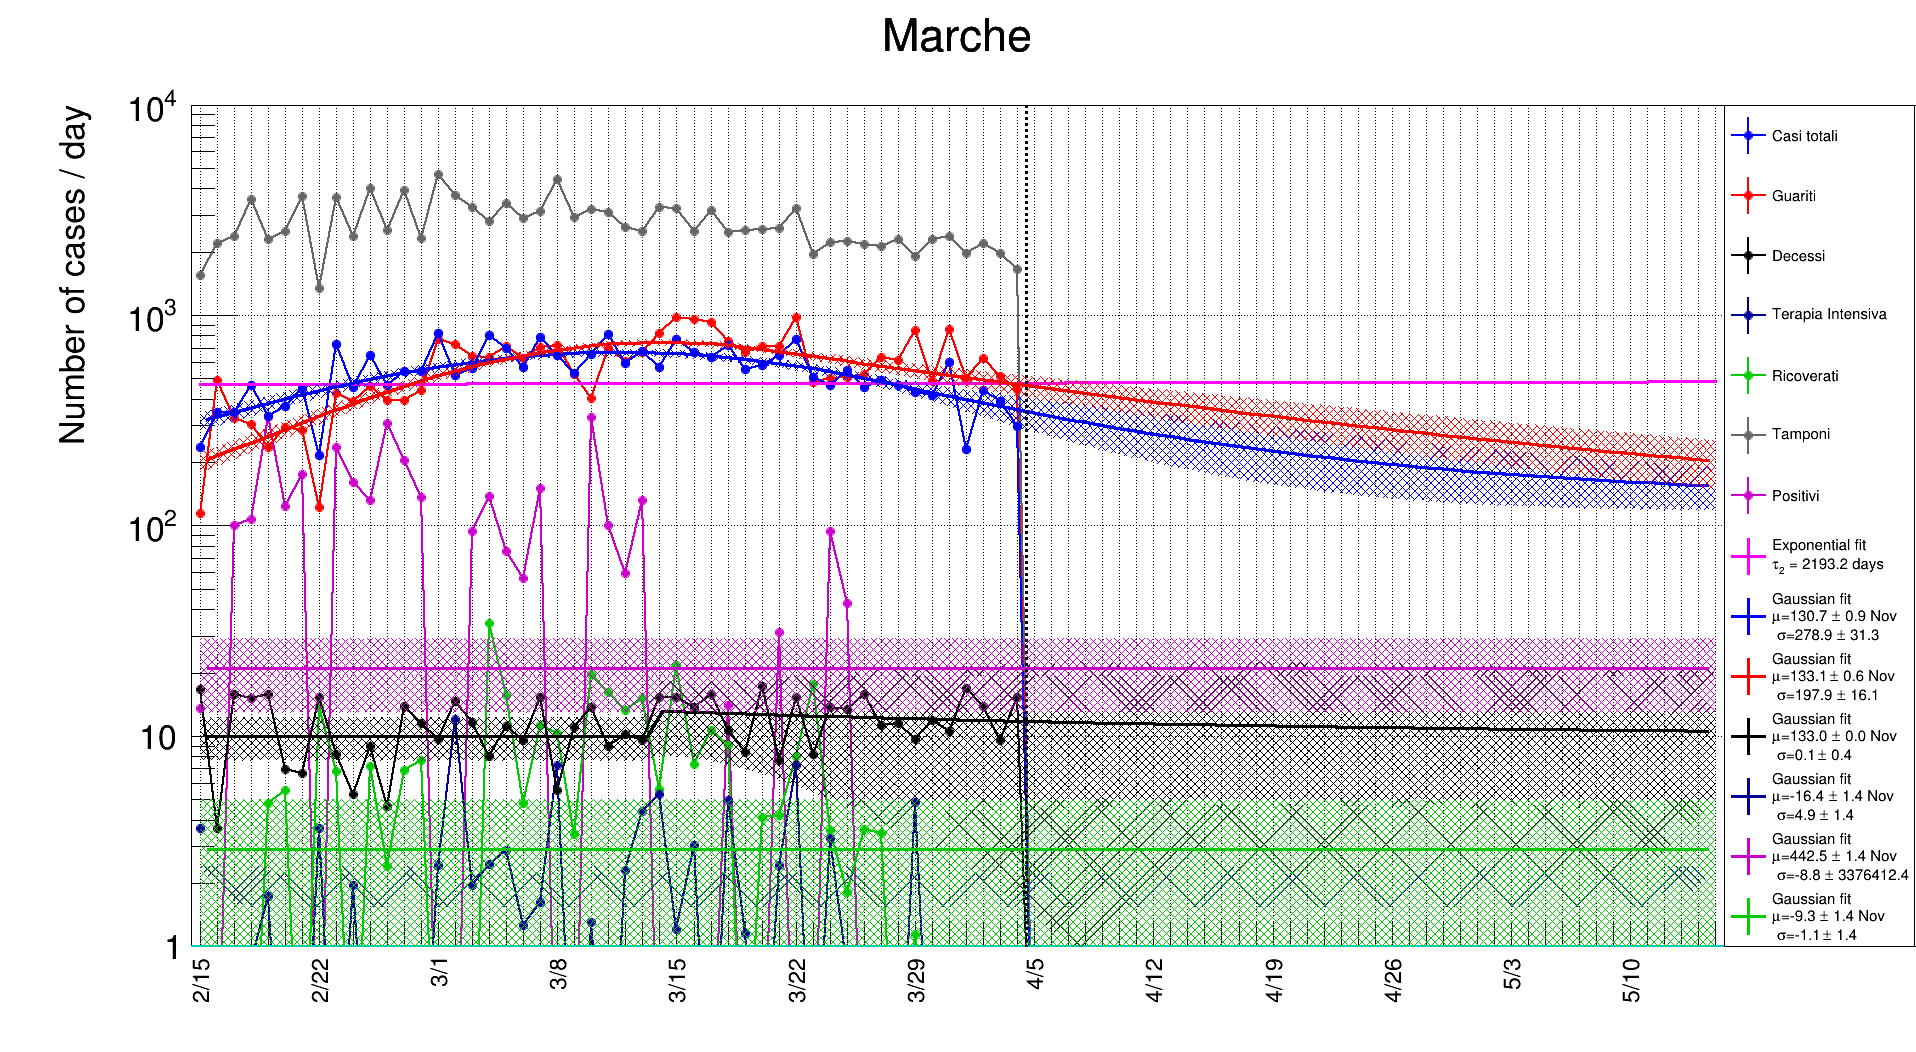 Marche
Number of cases / day
10^4
10^3
10^2
10
1
2/15 2/22 3/1 3/8 3/15 3/22 3/29 4/5 4/12 4/19 4/26 5/3 5/10
Casi totali
Guariti
Decessi
Terapia Intensiva
Ricoverati
Tamponi
Positivi
Exponential fit
τ₂ = 2193.2 days
Gaussian fit
μ=130.7 ± 0.9 Nov
σ=278.9 ± 31.3
Gaussian fit
μ=133.1 ± 0.6 Nov
σ=197.9 ± 16.1
Gaussian fit
μ=133.0 ± 0.0 Nov
σ=0.1 ± 0.4
Gaussian fit
μ=-16.4 ± 1.4 Nov
σ=4.9 ± 1.4
Gaussian fit
μ=442.5 ± 1.4 Nov
σ=-8.8 ± 3376412.4
Gaussian fit
μ=-9.3 ± 1.4 Nov
σ=-1.1 ± 1.4